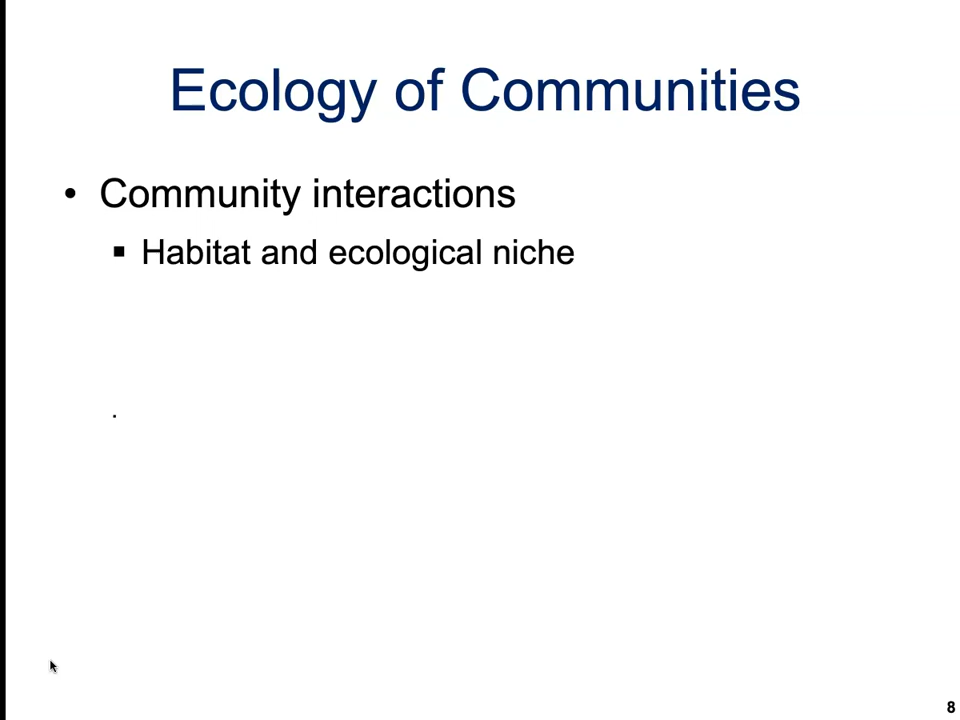 Ecology of Communities
• Community interactions
▪ Habitat and ecological niche
.
8